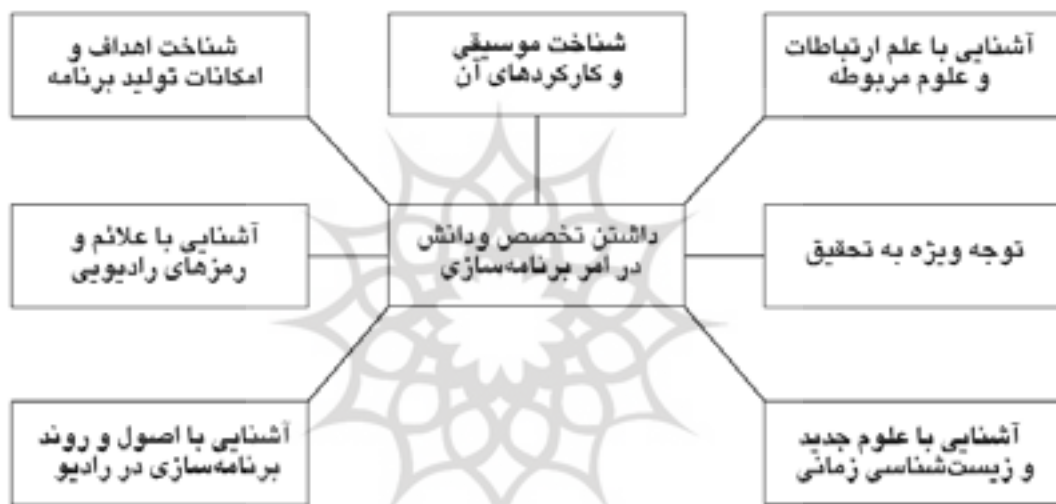 آشنایی با علم ارتباطات
و علوم مربوطه
شناخت موسیقی
و کارکردهای آن
شناخت اهداف و
امکانات تولید برنامه
توجه ویژه به تحقیق
داشتن تخصص ودانش
در امر برنامه‌سازی
آشنایی با علائم و
رمزهای رادیویی
آشنایی با علوم جدید
و زیست‌شناسی زمانی
آشنایی با اصول و روند
برنامه‌سازی در رادیو